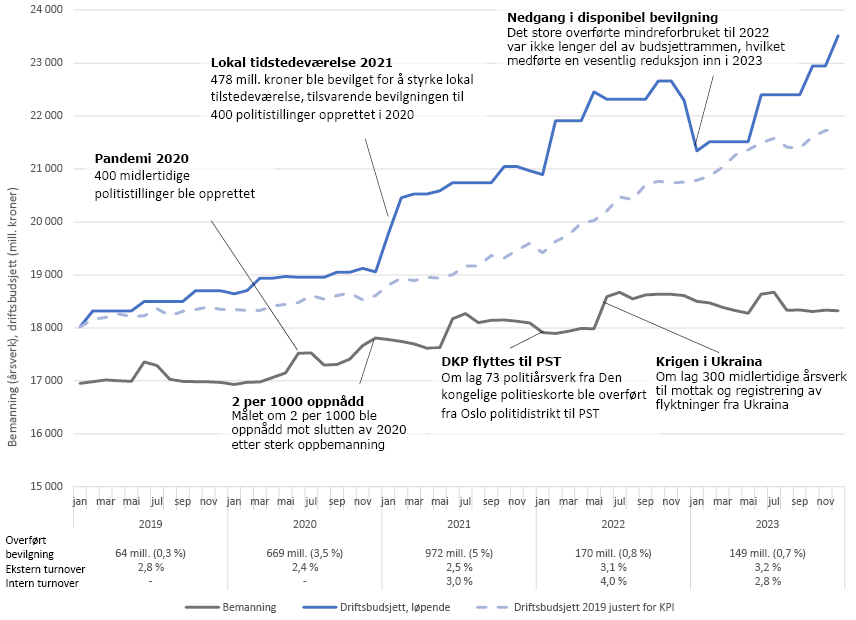 24 000
23 000
22 000
21 000
20 000
19 000
18 000
17 000
16 000
15 000
Bemanning (årsverk), driftsbudsjett (mill. kroner)
Nedgang i disponibel bevilgning
Det store overførte mindreforbruket til 2022
var ikke lenger del av budsjettrammen, hvilket
medførte en vesentlig reduksjon inn i 2023
Lokal tidstedeværelse 2021
478 mill. kroner ble bevilget for å styrke lokal
tilstedeværelse, tilsvarende bevilgningen til
400 politistillinger opprettet i 2020
Pandemi 2020
400 midlertidige
politistillinger ble opprettet
2 per 1000 oppnådd
Målet om 2 per 1000 ble
oppnådd mot slutten av 2020
etter sterk oppbemanning
DKP flyttes til PST
Om lag 73 politiårsverk fra Den
kongelige politieskorte ble overført
fra Oslo politidistrikt til PST
Krigen i Ukraina
Om lag 300 midlertidige årsverk
til mottak og registrering av
flyktninger fra Ukraina
jan mar mai jul sep nov jan mar mai jul sep nov jan mar mai jul sep nov jan mar mai jul sep nov jan mar mai jul sep nov
2019 2020 2021 2022 2023
Overført
bevilgning 64 mill. (0,3 %) 669 mill. (3,5 %) 972 mill. (5 %) 170 mill. (0,8 %) 149 mill. (0,7 %)
Ekstern turnover 2,8 % 2,4 % 2,5 % 3,1 % 3,2 %
Intern turnover - - 3,0 % 4,0 % 2,8 %
Bemanning Driftsbudsjett, løpende Driftsbudsjett 2019 justert for KPI